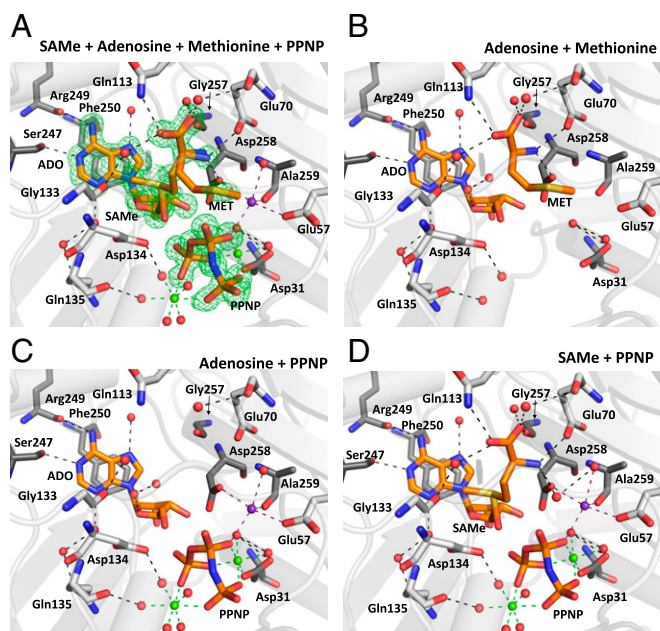 A
SAMe + Adenosine + Methionine + PPNP
Gln113
Gly257
Arg249
Phe250
Glu70
Ser247
Asp258
ADO
Ala259
Gly133
MET
SAMe
Glu57
Asp134
Asp31
Gln135
PPNP
B
Adenosine + Methionine
Gln113
Gly257
Arg249
Phe250
Glu70
Ser247
Asp258
ADO
Ala259
Gly133
MET
Glu57
Asp134
Asp31
Gln135
C
Adenosine + PPNP
Gln113
Gly257
Arg249
Phe250
Glu70
Ser247
Asp258
ADO
Ala259
Gly133
Glu57
Asp134
Asp31
Gln135
PPNP
D
SAMe + PPNP
Gln113
Gly257
Arg249
Phe250
Glu70
Ser247
Asp258
Ala259
Gly133
SAMe
Glu57
Asp134
Asp31
Gln135
PPNP